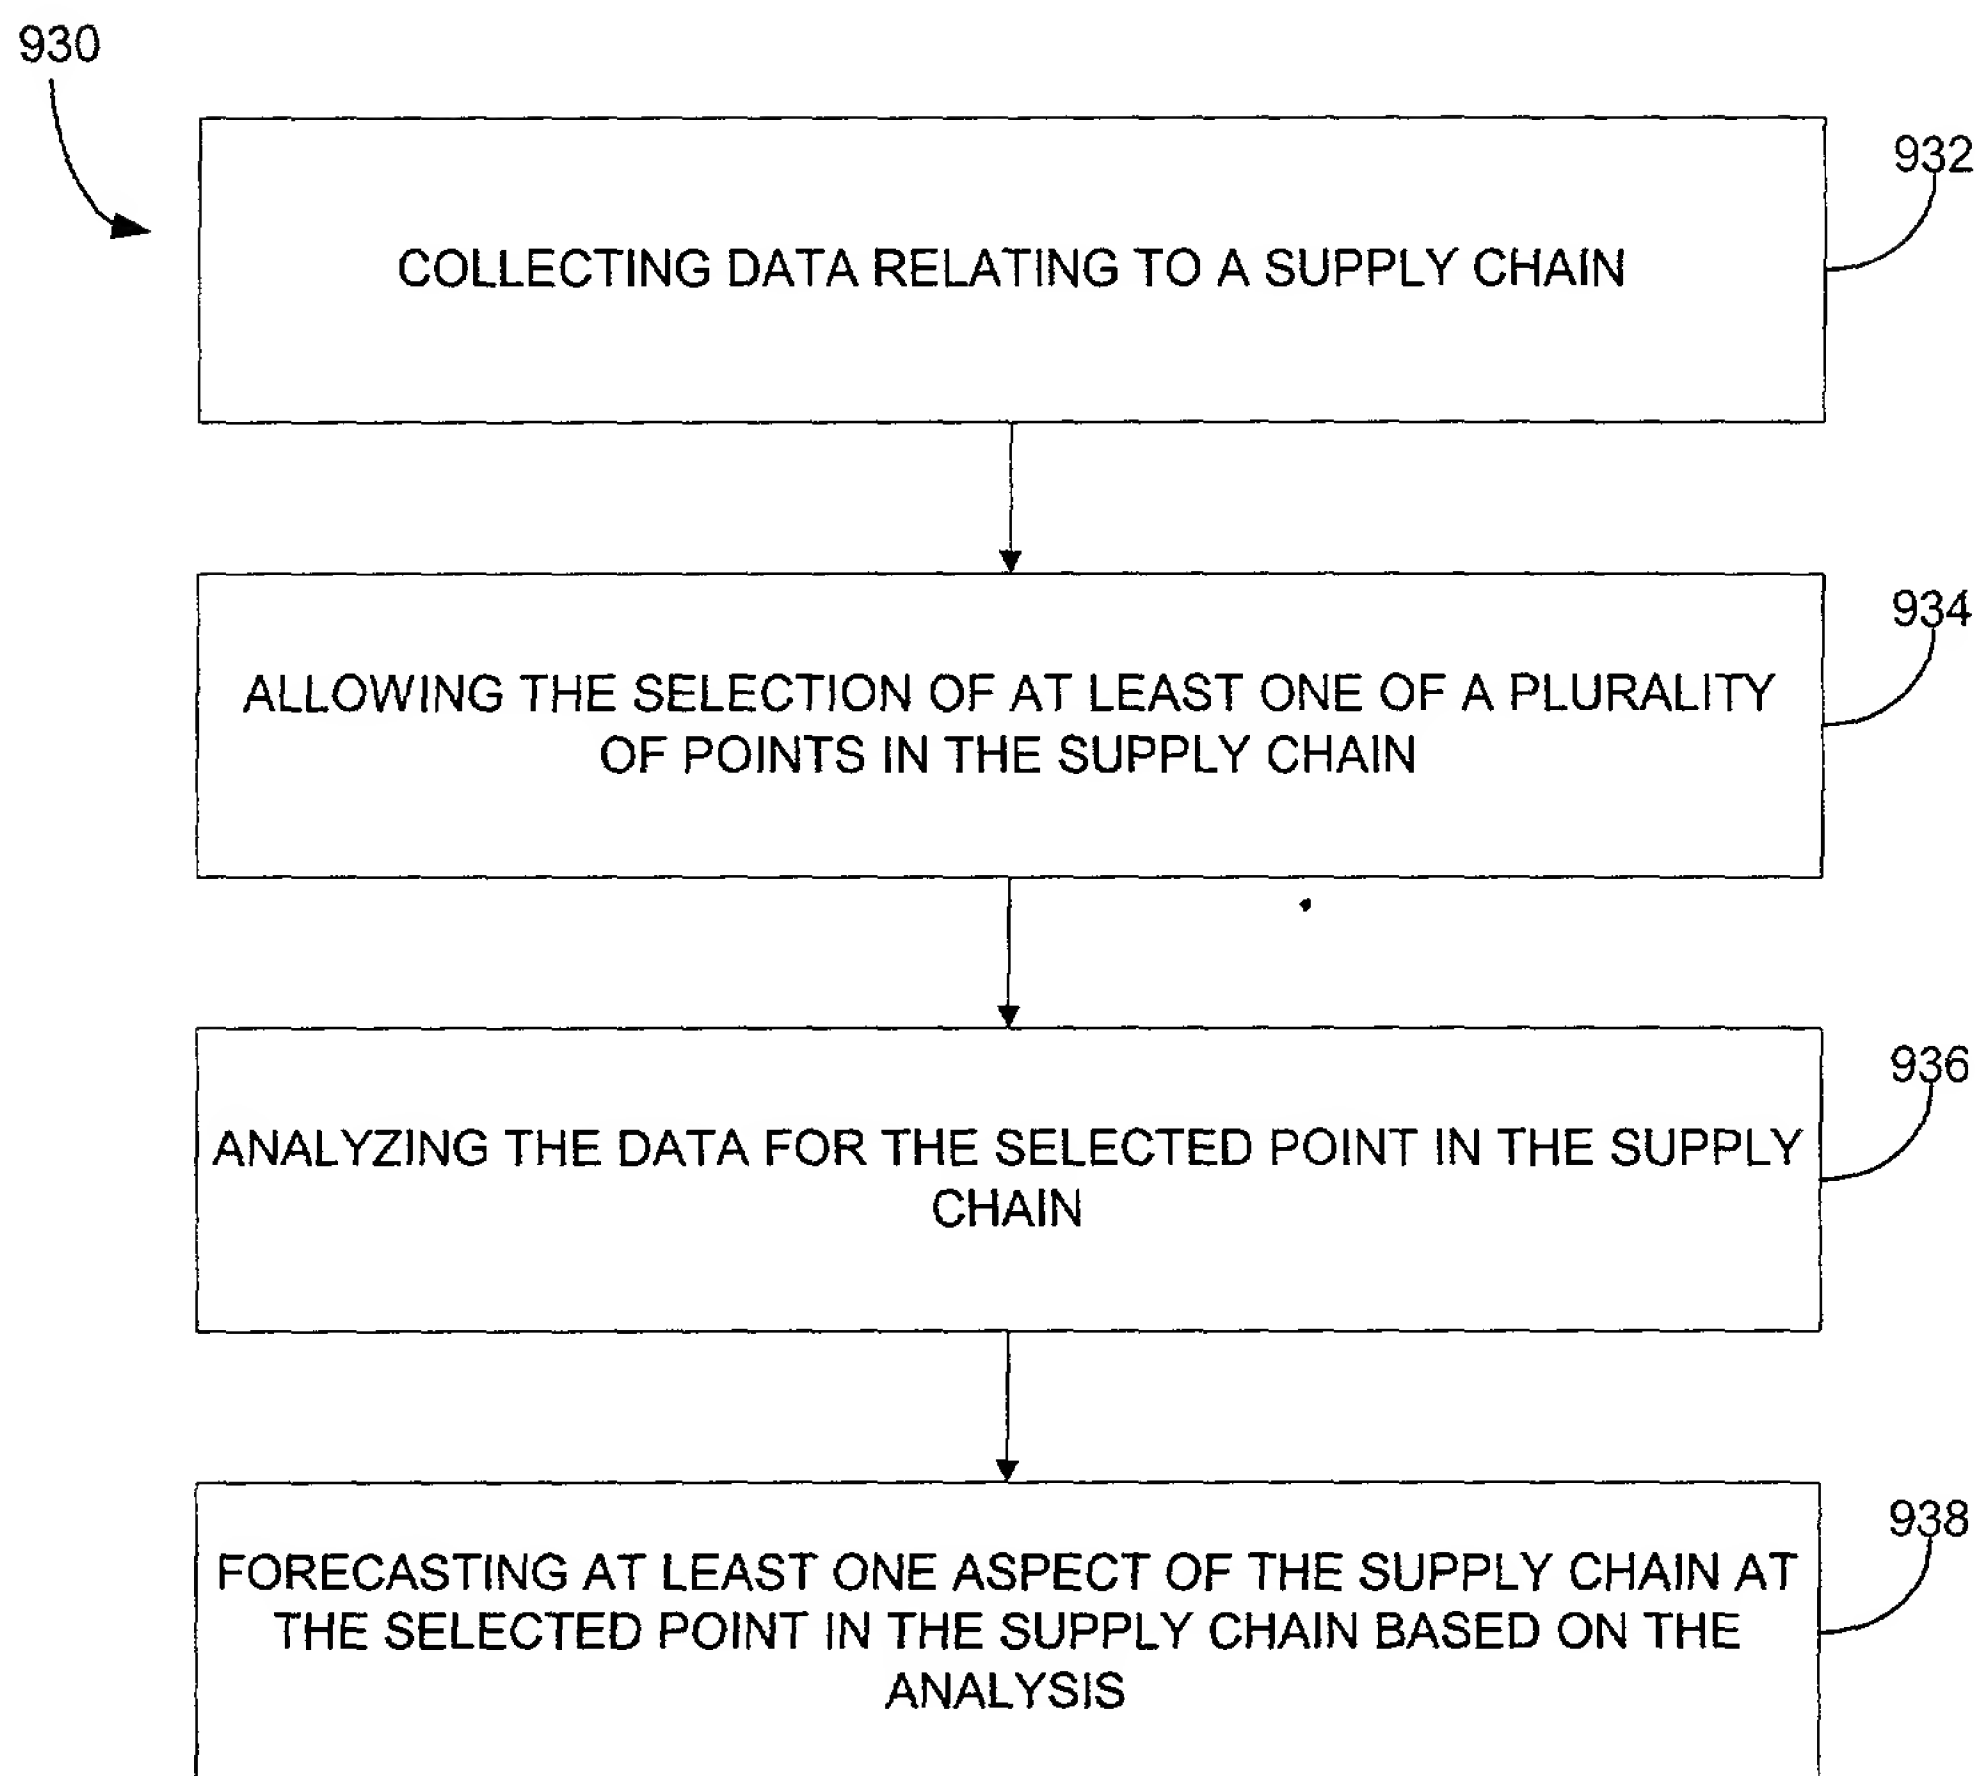 930
932
COLLECTING DATA RELATING TO A SUPPLY CHAIN
934
ALLOWING THE SELECTION OF AT LEAST ONE OF A PLURALITY
OF POINTS IN THE SUPPLY CHAIN
936
ANALYZING THE DATA FOR THE SELECTED POINT IN THE SUPPLY
CHAIN
938
FORECASTING AT LEAST ONE ASPECT OF THE SUPPLY CHAIN AT
THE SELECTED POINT IN THE SUPPLY CHAIN BASED ON THE
ANALYSIS